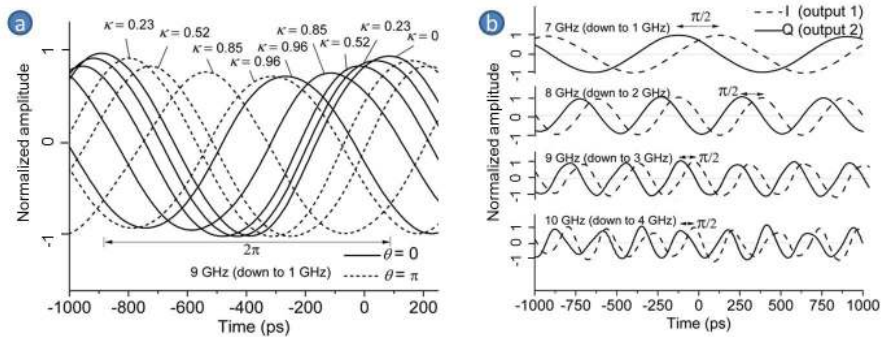 a
κ = 0.23
κ = 0.52
κ = 0.85
κ = 0.96
κ = 0.85
κ = 0.96
κ = 0.52
κ = 0.23
κ = 0
1
0
-1
Normalized amplitude
2π
9 GHz (down to 1 GHz)
θ = 0
θ = π
-1000 -800 -600 -400 -200 0 200
Time (ps)
b
I (output 1)
Q (output 2)
7 GHz (down to 1 GHz)
π/2
1
0
-1
8 GHz (down to 2 GHz)
π/2
1
0
-1
9 GHz (down to 3 GHz)
π/2
1
0
-1
10 GHz (down to 4 GHz)
π/2
1
0
-1
Normalized amplitude
-1000 -750 -500 -250 0 250 500 750 1000
Time (ps)